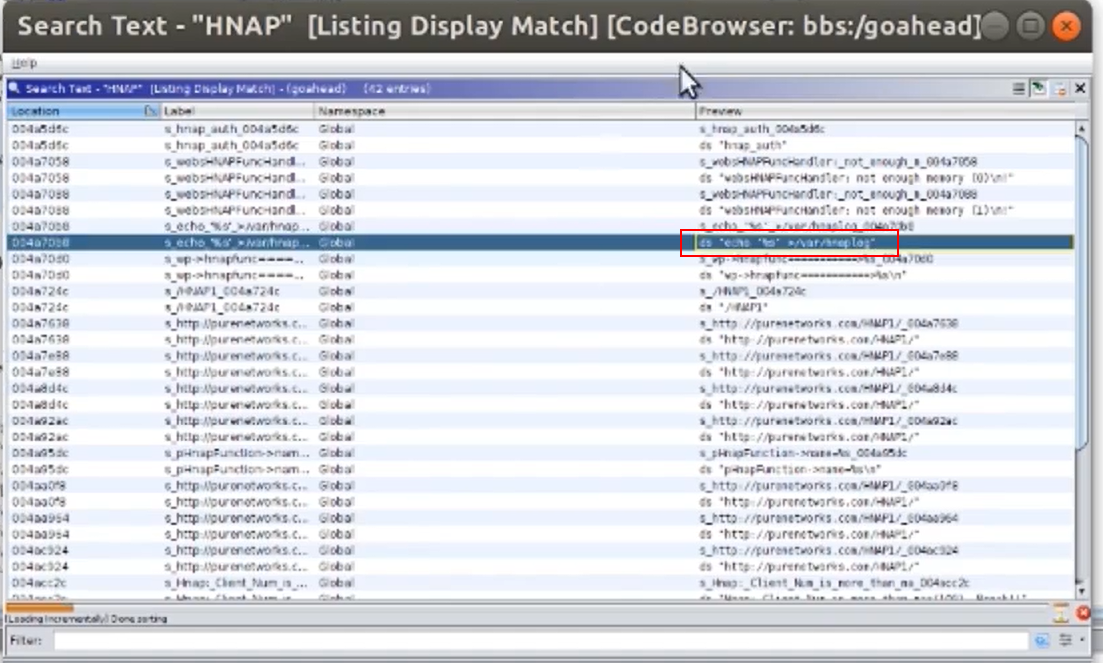 Search Text - "HNAP"  [Listing Display Match] [CodeBrowser: bbs:/goahead]
Help
Search Text - "HNAP"  [Listing Display Match] - (goahead)    (42 entries)
Location Label Namespace Preview
004a5d6c s_hnap_auth_004a5d6c Global s_hnap_auth_004a5d6c
004a5d6c s_hnap_auth_004a5d6c Global ds "hnap_auth"
004a7058 s_websHNAPFuncHandl... Global s_websHNAPFuncHandler:_not_enough_m_004a7058
004a7058 s_websHNAPFuncHandl... Global ds "websHNAPFuncHandler: not enough memory (0)\n!"
004a7088 s_websHNAPFuncHandl... Global s_websHNAPFuncHandler:_not_enough_m_004a7088
004a7088 s_websHNAPFuncHandl... Global ds "websHNAPFuncHandler: not enough memory (1)\n!"
004a70b8 s_echo_'%s'_>/var/hnap... Global s_echo_'%s'_>/var/hnaplog_004a70b8
004a70b8 s_echo_'%s'_>/var/hnap... Global ds "echo '%s' >/var/hnaplog"
004a70d0 s_wp->hnapfunc====... Global s_wp->hnapfunc===========>%s_004a70d0
004a70d0 s_wp->hnapfunc====... Global ds "wp->hnapfunc===========>%s\n"
004a724c s_/HNAP1_004a724c Global s_/HNAP1_004a724c
004a724c s_/HNAP1_004a724c Global ds "/HNAP1"
004a7638 s_http://purenetworks.c... Global s_http://purenetworks.com/HNAP1/_004a7638
004a7638 s_http://purenetworks.c... Global ds "http://purenetworks.com/HNAP1/"
004a7e88 s_http://purenetworks.c... Global s_http://purenetworks.com/HNAP1/_004a7e88
004a7e88 s_http://purenetworks.c... Global ds "http://purenetworks.com/HNAP1/"
004a8d4c s_http://purenetworks.c... Global s_http://purenetworks.com/HNAP1/_004a8d4c
004a8d4c s_http://purenetworks.c... Global ds "http://purenetworks.com/HNAP1/"
004a92ac s_http://purenetworks.c... Global s_http://purenetworks.com/HNAP1/_004a92ac
004a92ac s_http://purenetworks.c... Global ds "http://purenetworks.com/HNAP1/"
004a95dc s_pHnapFunction->nam... Global s_pHnapFunction->name=%s_004a95dc
004a95dc s_pHnapFunction->nam... Global ds "pHnapFunction->name=%s\n"
004aa0f8 s_http://purenetworks.c... Global s_http://purenetworks.com/HNAP1/_004aa0f8
004aa0f8 s_http://purenetworks.c... Global ds "http://purenetworks.com/HNAP1/"
004aa964 s_http://purenetworks.c... Global s_http://purenetworks.com/HNAP1/_004aa964
004aa964 s_http://purenetworks.c... Global ds "http://purenetworks.com/HNAP1/"
004ac924 s_http://purenetworks.c... Global s_http://purenetworks.com/HNAP1/_004ac924
004ac924 s_http://purenetworks.c... Global ds "http://purenetworks.com/HNAP1/"
004acc2c s_Hnap:_Client_Num_is_... Global s_Hnap:_Client_Num_is_more_than_ma_004acc2c
[Loading Incrementally] Done sorting
Filter: